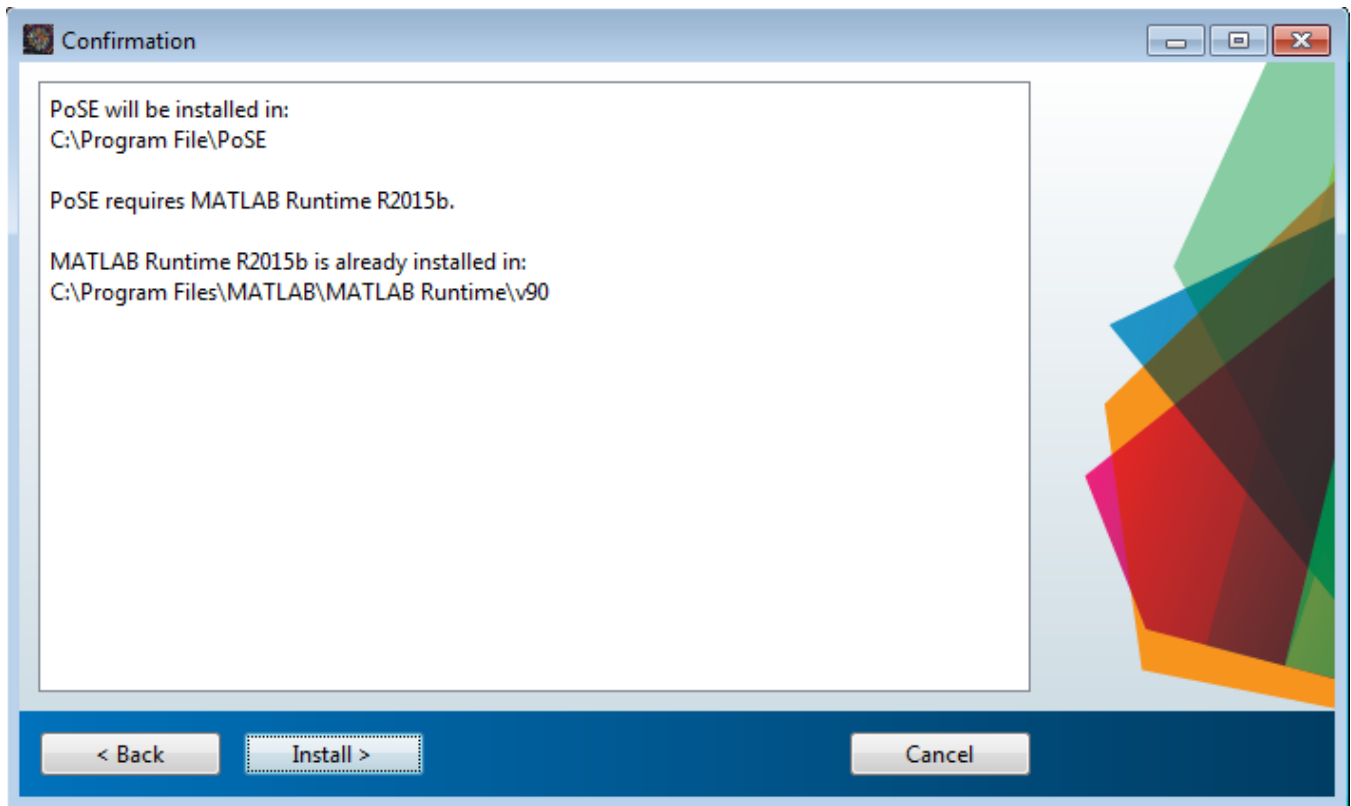 Confirmation
PoSE will be installed in:
C:\Program File\PoSE
PoSE requires MATLAB Runtime R2015b.
MATLAB Runtime R2015b is already installed in:
C:\Program Files\MATLAB\MATLAB Runtime\v90
< Back
Install >
Cancel